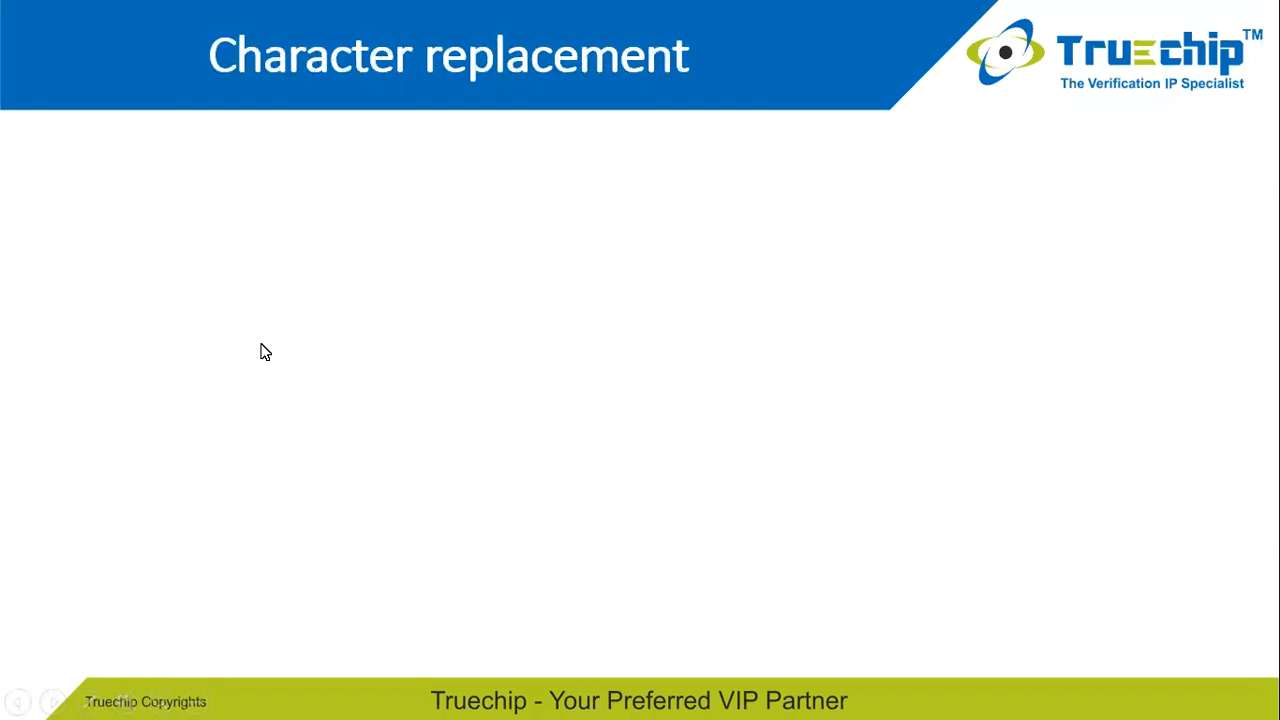 Character replacement
Truechip™
The Verification IP Specialist
Truechip Copyrights
Truechip - Your Preferred VIP Partner